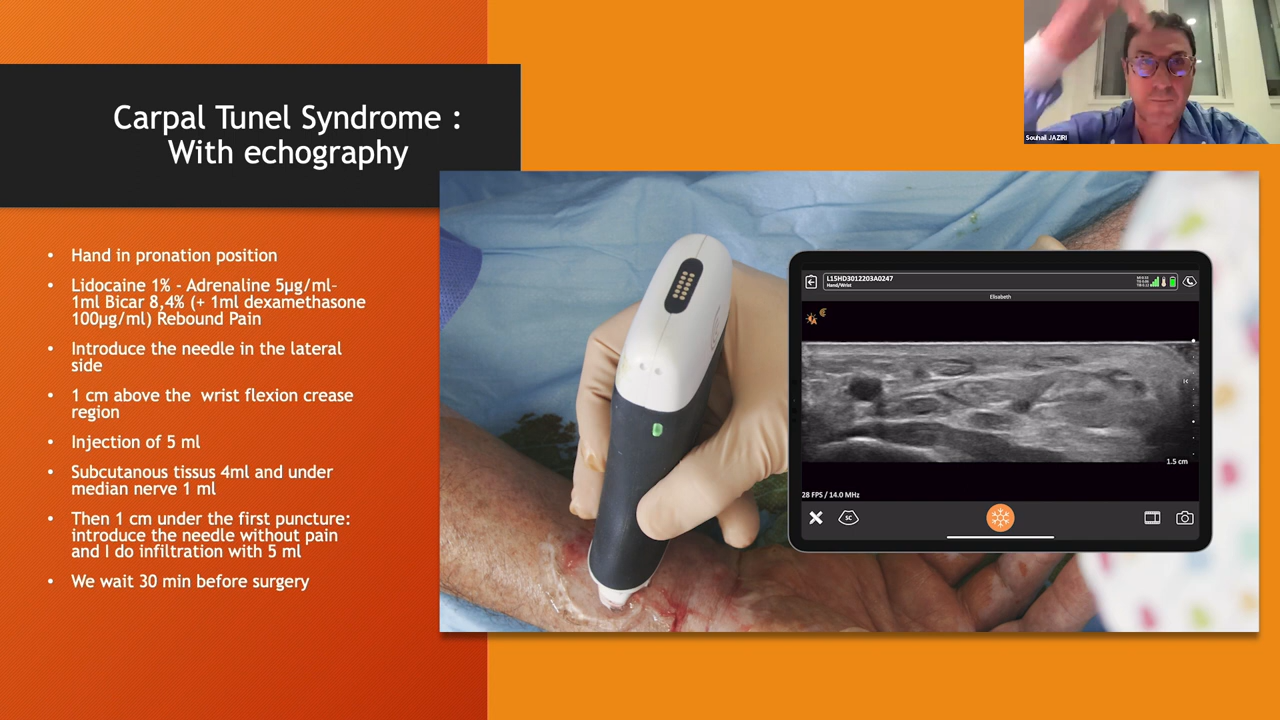 Carpal Tunel Syndrome :
With echography
• Hand in pronation position
• Lidocaine 1% - Adrenaline 5µg/ml-
1ml Bicar 8,4% (+ 1ml dexamethasone
100µg/ml) Rebound Pain
• Introduce the needle in the lateral
side
• 1 cm above the  wrist flexion crease
region
• Injection of 5 ml
• Subcutanous tissus 4ml and under
median nerve 1 ml
• Then 1 cm under the first puncture:
introduce the needle without pain
and I do infiltration with 5 ml
• We wait 30 min before surgery
Souhail JAZIRI
L15HD3012203A0247
Hand/Wrist
Elisabeth
1.5 cm
28 FPS / 14.0 MHz
SC